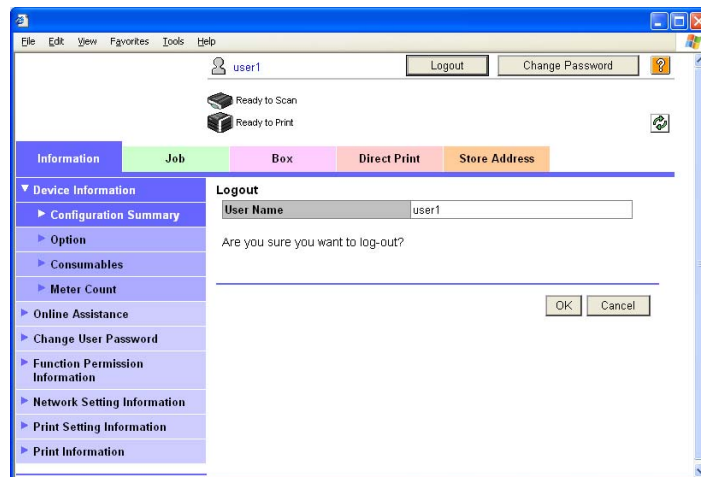 File Edit View Favorites Tools Help
user1 Logout Change Password ?
Ready to Scan
Ready to Print
Information Job Box Direct Print Store Address
Device Information
Configuration Summary
Option
Consumables
Meter Count
Online Assistance
Change User Password
Function Permission
Information
Network Setting Information
Print Setting Information
Print Information
Logout
User Name user1
Are you sure you want to log-out?
OK Cancel